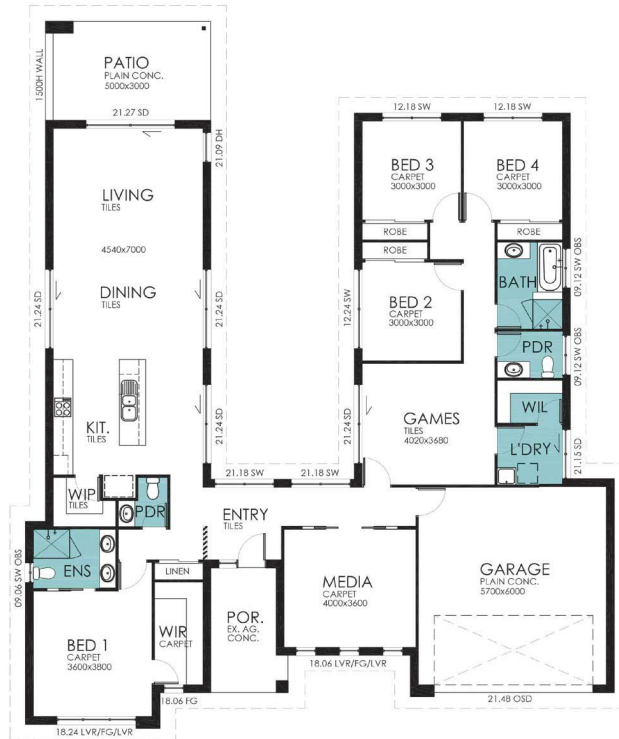 1500H WALL
PATIO
PLAIN CONC.
5000x3000
21.27 SD
21.09 DH
LIVING
TILES
4540x7000
DINING
TILES
21.24 SD
21.24 SD
KIT.
TILES
21.24 SD
WIP
TILES
PDR
ENS
09.06 SW OBS
BED 1
CARPET
3600x3800
18.24 LVR/FG/LVR
WIR
CARPET
18.06 FG
LINEN
ENTRY
TILES
POR.
EX. AG.
CONC.
21.18 SW
21.18 SW
MEDIA
CARPET
4000x3600
18.06 LVR/FG/LVR
12.18 SW
12.18 SW
BED 3
CARPET
3000x3000
BED 4
CARPET
3000x3000
ROBE
ROBE
ROBE
BED 2
CARPET
3000x3000
12.24 SW
BATH
09.12 SW OBS
PDR
09.12 SW OBS
GAMES
TILES
4020x3680
21.24 SD
WIL
L'DRY
21.15 SD
GARAGE
PLAIN CONC.
5700x6000
21.48 OSD